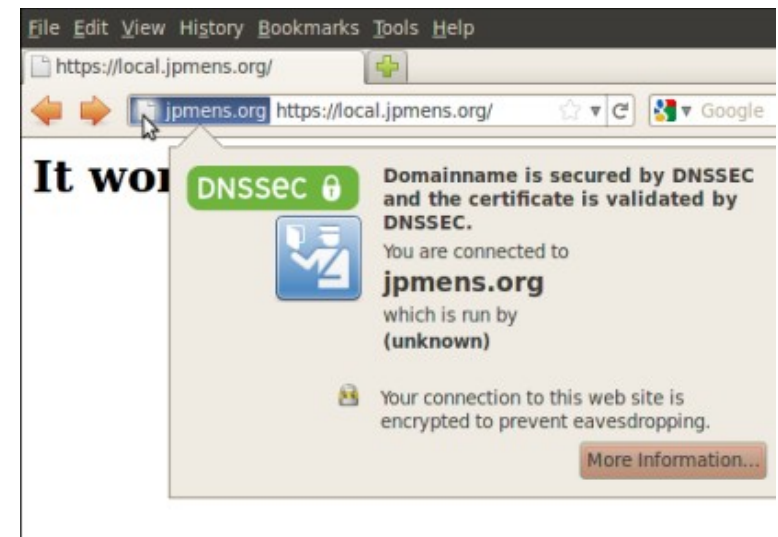 File Edit View History Bookmarks Tools Help
https://local.jpmens.org/
jpmens.org https://local.jpmens.org/ Google
It wor
DNSSEC
Domainname is secured by DNSSEC
and the certificate is validated by
DNSSEC.
You are connected to
jpmens.org
which is run by
(unknown)
Your connection to this web site is
encrypted to prevent eavesdropping.
More Information...